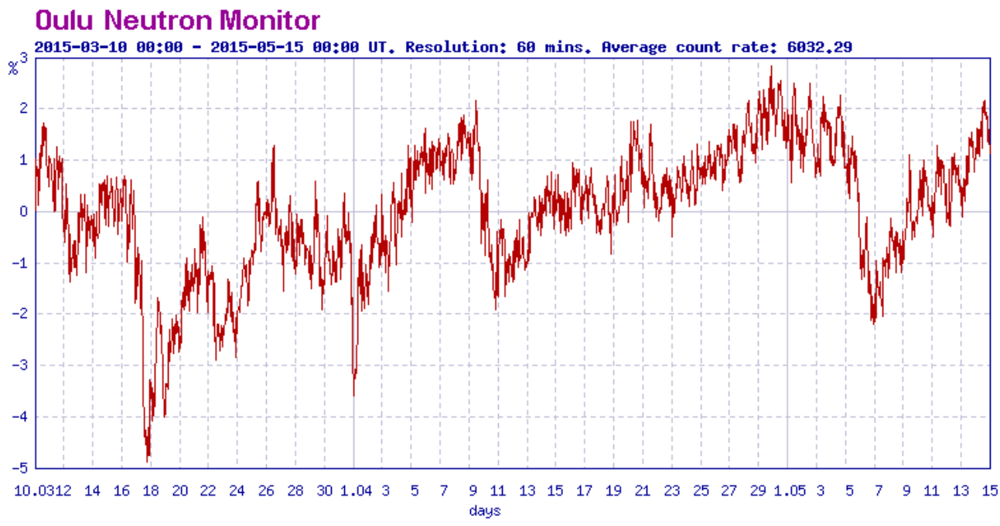 Oulu Neutron Monitor
2015-03-10 00:00 - 2015-05-15 00:00 UT. Resolution: 60 mins. Average count rate: 6032.29
%
3
2
1
0
-1
-2
-3
-4
-5
10.03 12 14 16 18 20 22 24 26 28 30 1.04 3 5 7 9 11 13 15 17 19 21 23 25 27 29 1.05 3 5 7 9 11 13 15
days